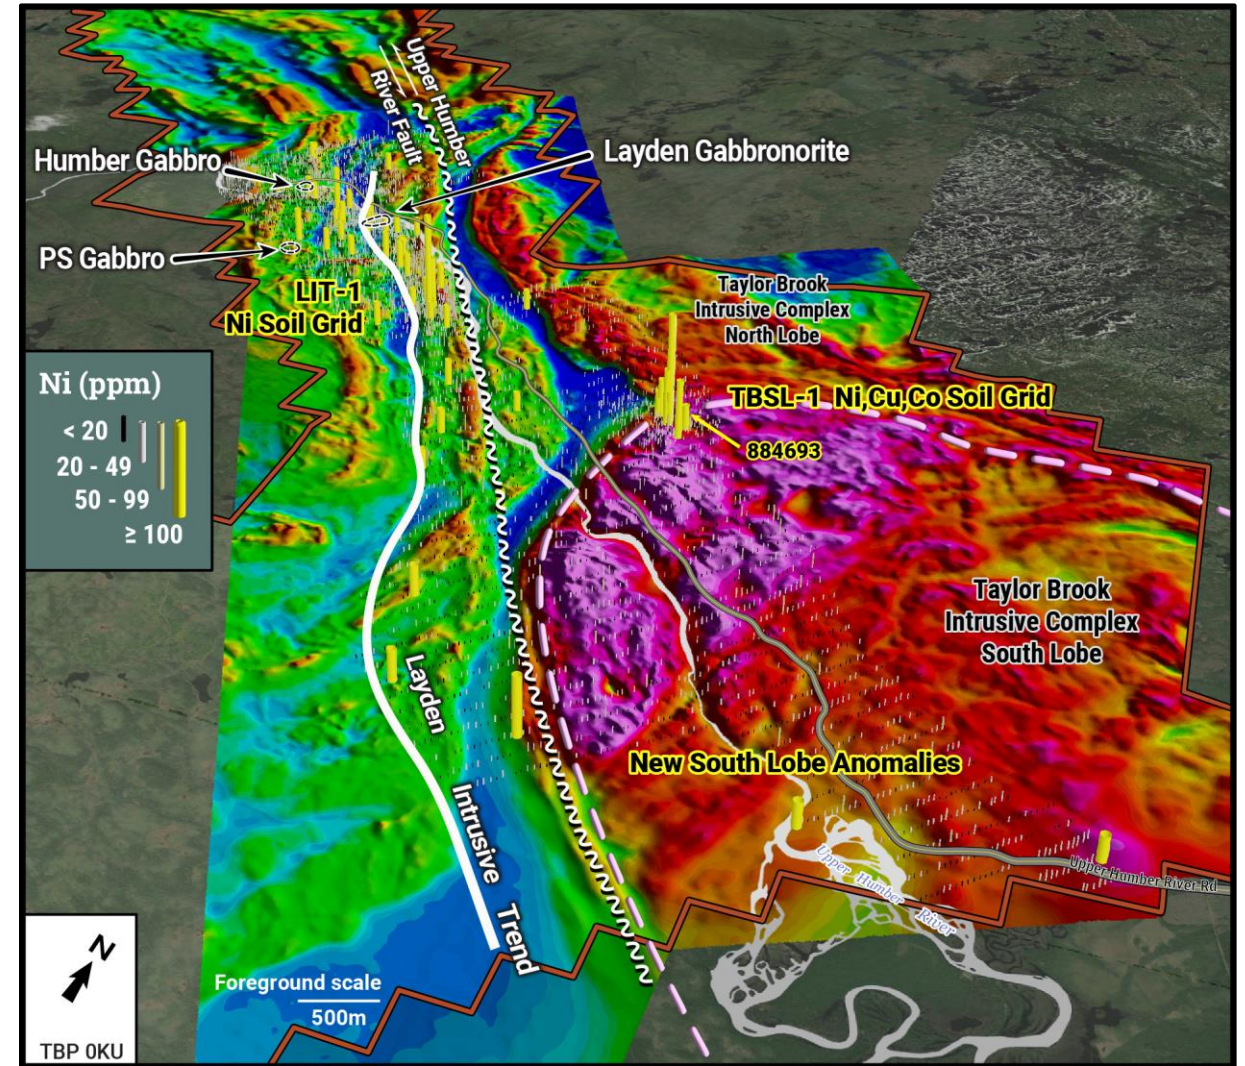 Upper Humber
River Fault
Humber Gabbro
Layden Gabbronorite
PS Gabbro
LIT-1
Ni Soil Grid
Taylor Brook
Intrusive Complex
North Lobe
Ni (ppm)
< 20
20 - 49
50 - 99
≥ 100
TBSL-1 Ni,Cu,Co Soil Grid
884693
Taylor Brook
Intrusive Complex
South Lobe
Layden
Intrusive
Trend
New South Lobe Anomalies
Upper Humber River Rd
Upper Humber River
N
TBP 0KU
Foreground scale
500m